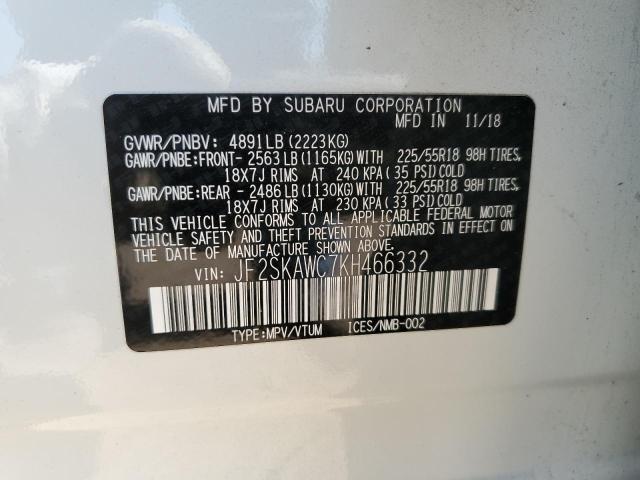 MFD BY SUBARU CORPORATION
MFD IN 11/18
GVWR/PNBV: 4891LB (2223KG)
GAWR/PNBE:FRONT- 2563LB (1165KG)WITH 225/55R18 98H TIRES,
18X7J RIMS AT 240 KPA (35 PSI)COLD
GAWR/PNBE:REAR - 2486LB (1130KG)WITH 225/55R18 98H TIRES,
18X7J RIMS AT 230 KPA (33 PSI)COLD
THIS VEHICLE CONFORMS TO ALL APPLICABLE FEDERAL MOTOR
VEHICLE SAFETY AND THEFT PREVENTION STANDARDS IN EFFECT ON
THE DATE OF MANUFACTURE SHOWN ABOVE.
VIN: JF2SKAWC7KH466332
TYPE:MPV/VTUM ICES/NMB-002